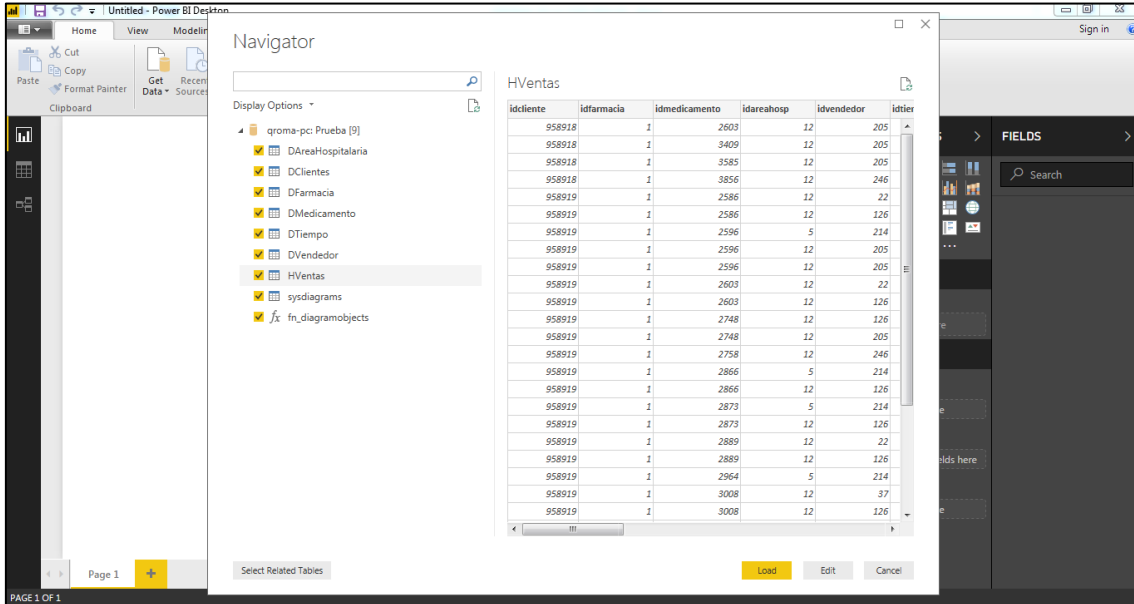 Untitled - Power BI Desktop
Home View Modelin
Sign in
Paste
Cut
Copy
Format Painter
Clipboard
Get Data
Recent Sources
Navigator
Display Options
qroma-pc: Prueba [9]
DAreaHospitalaria
DClientes
DFarmacia
DMedicamento
DTiempo
DVendedor
HVentas
sysdiagrams
fx fn_diagramobjects
HVentas
idcliente idfarmacia idmedicamento idareahosp idvendedor idtier
958918 1 2603 12 205
958918 1 3409 12 205
958918 1 3585 12 205
958918 1 3856 12 246
958919 1 2586 12 22
958919 1 2586 12 126
958919 1 2596 5 214
958919 1 2596 12 205
958919 1 2596 12 205
958919 1 2603 12 22
958919 1 2603 12 126
958919 1 2748 12 126
958919 1 2748 12 205
958919 1 2758 12 246
958919 1 2866 5 214
958919 1 2866 12 126
958919 1 2873 5 214
958919 1 2873 12 126
958919 1 2889 12 22
958919 1 2889 12 126
958919 1 2964 5 214
958919 1 3008 12 37
958919 1 3008 12 126
Select Related Tables
Load Edit Cancel
FIELDS
Search
elds here
Page 1
PAGE 1 OF 1